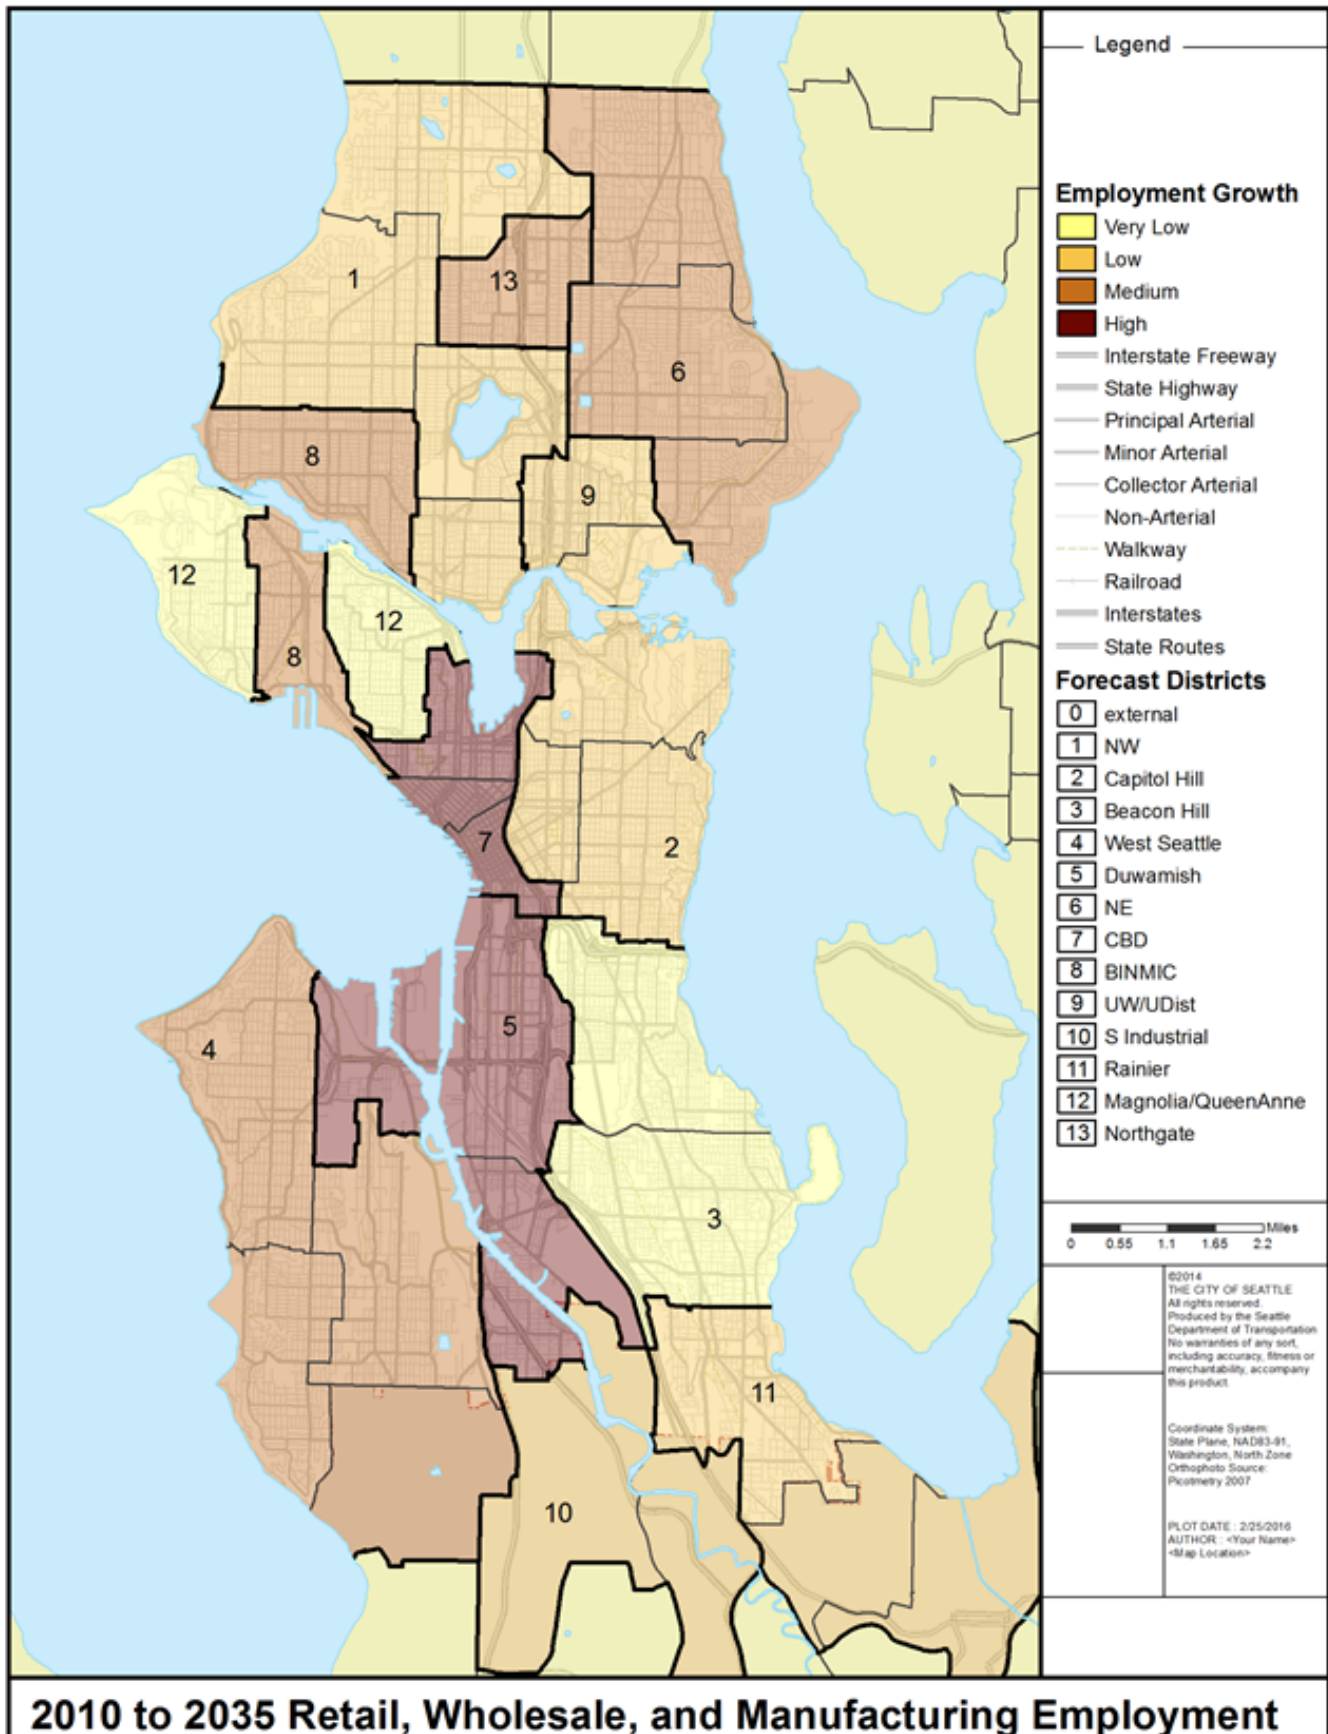 Legend
Employment Growth
Very Low
Low
Medium
High
Interstate Freeway
State Highway
Principal Arterial
Minor Arterial
Collector Arterial
Non-Arterial
Walkway
Railroad
Interstates
State Routes
Forecast Districts
0 external
1 NW
2 Capitol Hill
3 Beacon Hill
4 West Seattle
5 Duwamish
6 NE
7 CBD
8 BINMIC
9 UW/UDist
10 S Industrial
11 Rainier
12 Magnolia/QueenAnne
13 Northgate
1
13
6
8
9
12
12
8
2
7
5
4
3
11
10
Miles
0 0.55 1.1 1.65 2.2
©2014
THE CITY OF SEATTLE
All rights reserved.
Produced by the Seattle
Department of Transportation
No warranties of any sort,
including accuracy, fitness or
merchantability, accompany
this product.
Coordinate System:
State Plane, NAD83-91,
Washington, North Zone
Orthophoto Source:
Picotmetry 2007
PLOT DATE : 2/25/2016
AUTHOR : <Your Name>
<Map Location>
2010 to 2035 Retail, Wholesale, and Manufacturing Employment